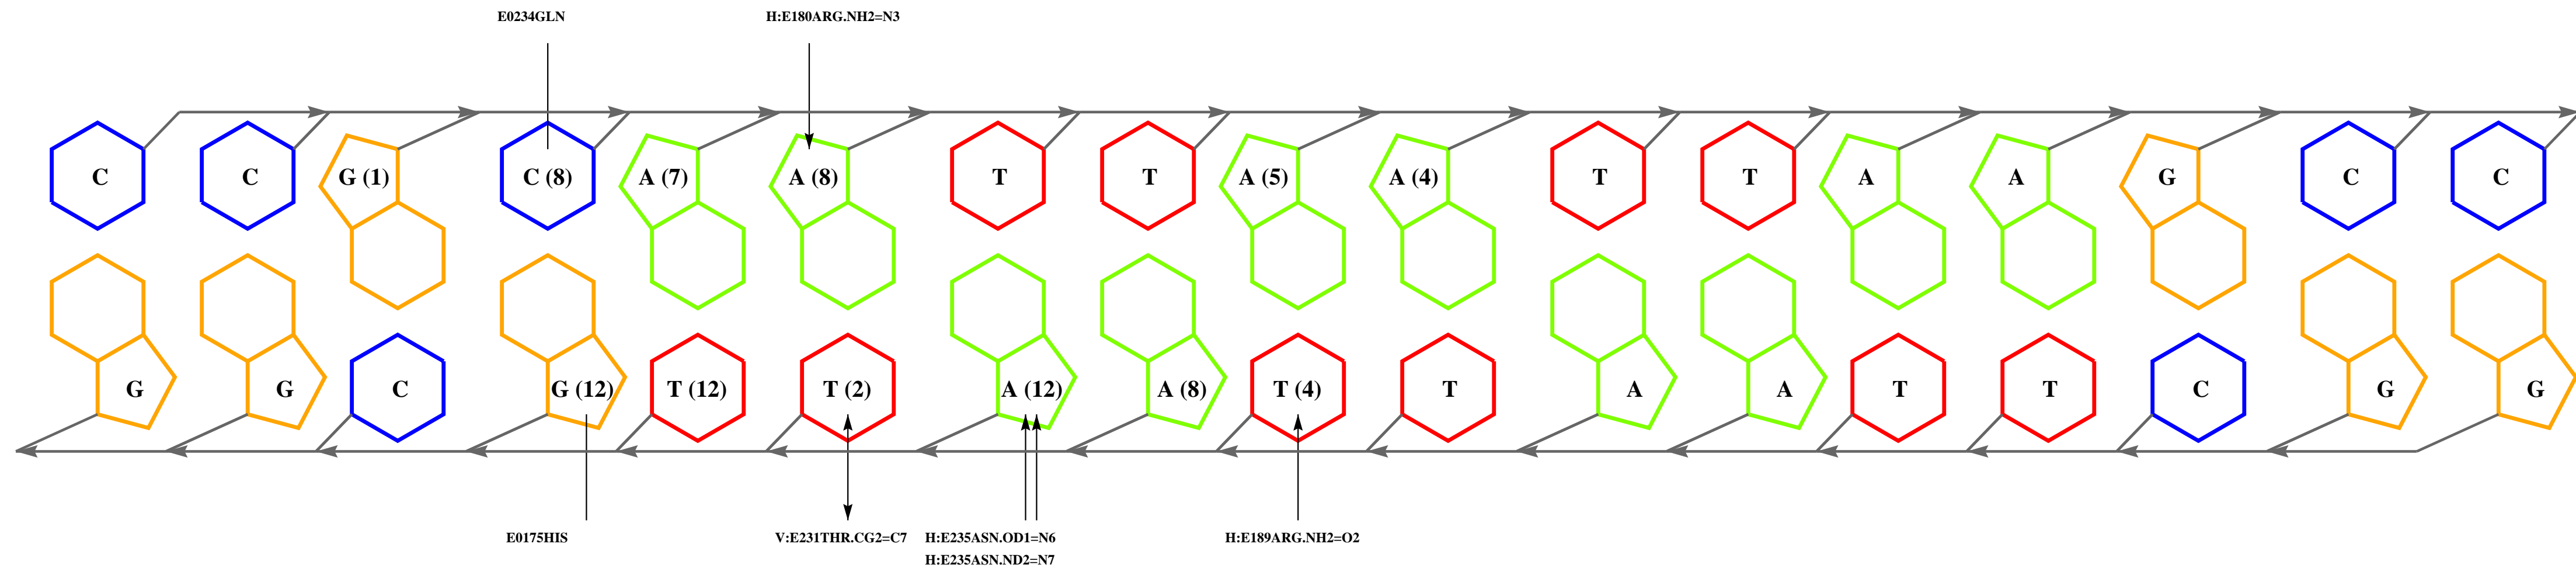 E0234GLN H:E180ARG.NH2=N3
C C G (1) C (8) A (7) A (8) T T A (5) A (4) T T A A G C C
G G C G (12) T (12) T (2) A (12) A (8) T (4) T A A T T C G G
E0175HIS V:E231THR.CG2=C7 H:E235ASN.OD1=N6 H:E189ARG.NH2=O2
H:E235ASN.ND2=N7